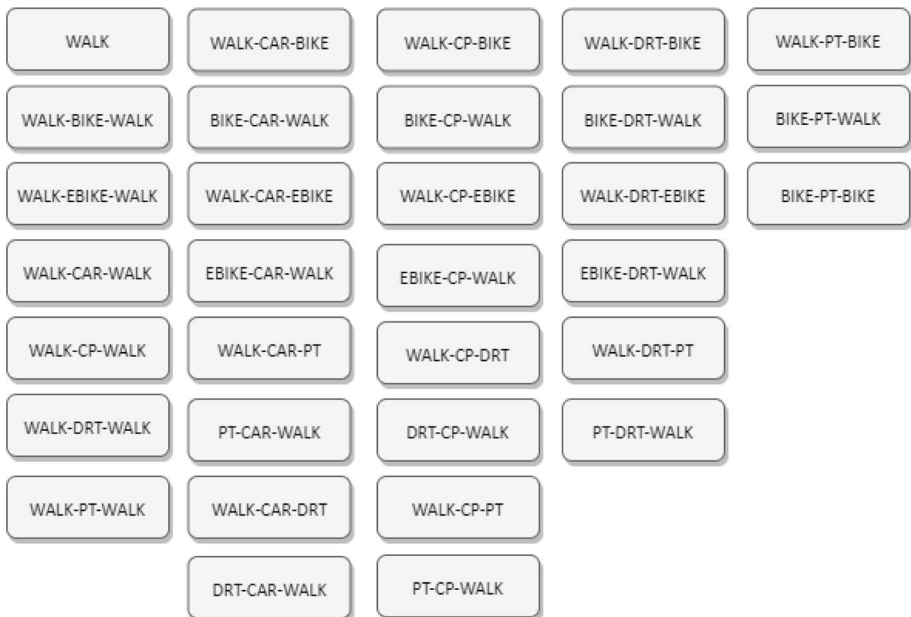 WALK
WALK-CAR-BIKE
WALK-CP-BIKE
WALK-DRT-BIKE
WALK-PT-BIKE
WALK-BIKE-WALK
BIKE-CAR-WALK
BIKE-CP-WALK
BIKE-DRT-WALK
BIKE-PT-WALK
WALK-EBIKE-WALK
WALK-CAR-EBIKE
WALK-CP-EBIKE
WALK-DRT-EBIKE
BIKE-PT-BIKE
WALK-CAR-WALK
EBIKE-CAR-WALK
EBIKE-CP-WALK
EBIKE-DRT-WALK
WALK-CP-WALK
WALK-CAR-PT
WALK-CP-DRT
WALK-DRT-PT
WALK-DRT-WALK
PT-CAR-WALK
DRT-CP-WALK
PT-DRT-WALK
WALK-PT-WALK
WALK-CAR-DRT
WALK-CP-PT
DRT-CAR-WALK
PT-CP-WALK